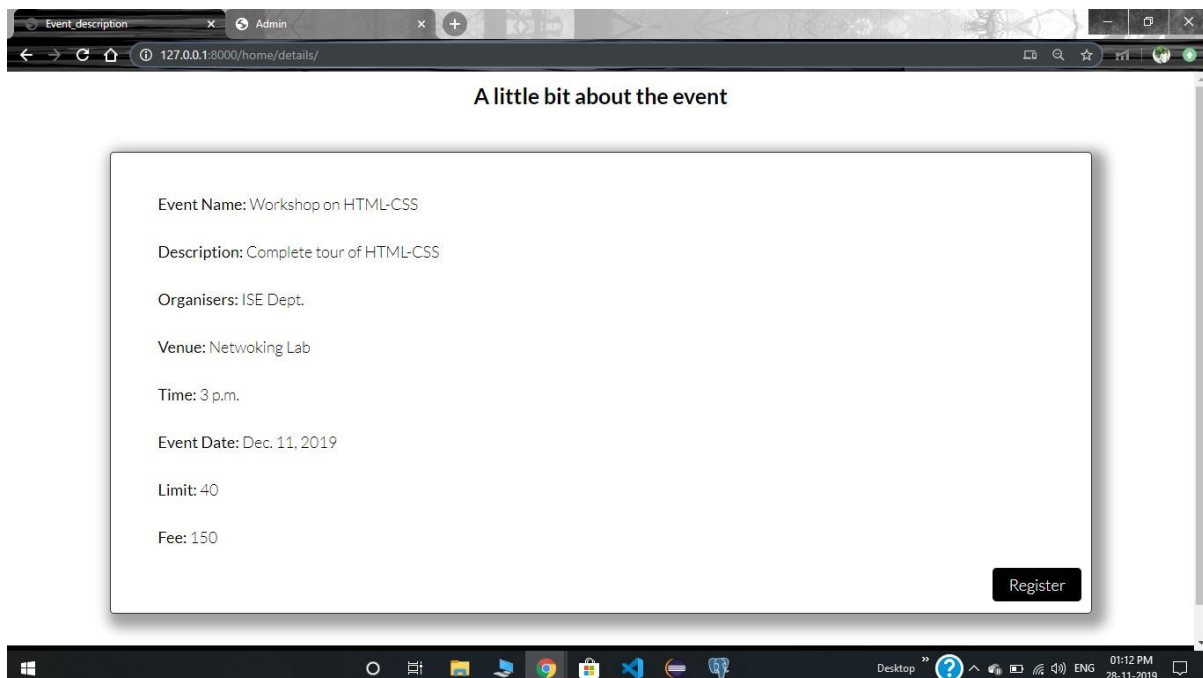 Event_description
Admin
127.0.0.1:8000/home/details/
A little bit about the event
Event Name: Workshop on HTML-CSS
Description: Complete tour of HTML-CSS
Organisers: ISE Dept.
Venue: Netwoking Lab
Time: 3 p.m.
Event Date: Dec. 11, 2019
Limit: 40
Fee: 150
Register
Desktop
ENG
01:12 PM
28-11-2019